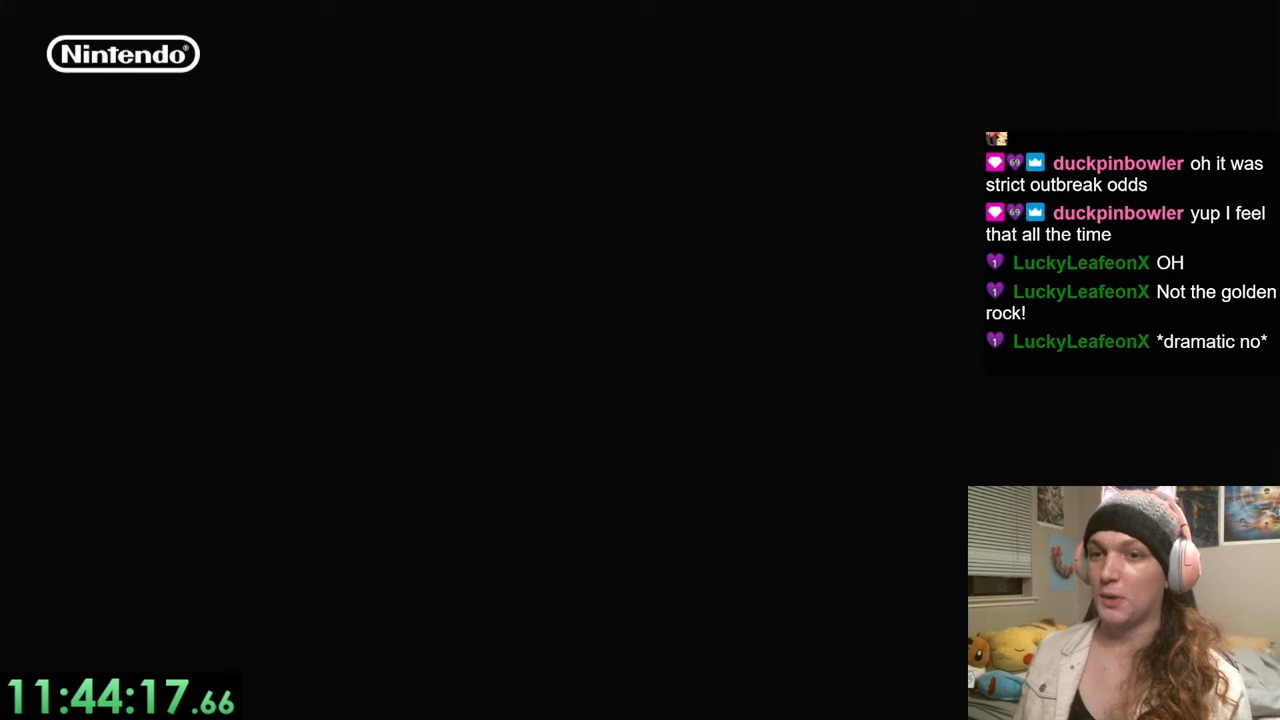 Nintendo®
duckpinbowler oh it was
strict outbreak odds
duckpinbowler yup I feel
that all the time
LuckyLeafeonX OH
LuckyLeafeonX Not the golden
rock!
LuckyLeafeonX *dramatic no*
11:44:17.66